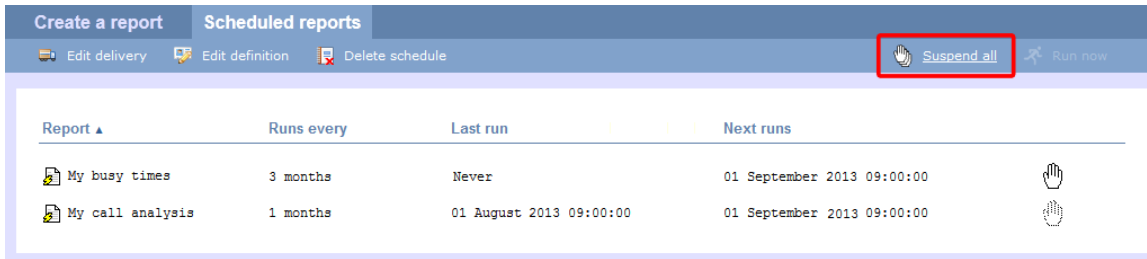 Create a report Scheduled reports
Edit delivery Edit definition Delete schedule Suspend all Run now
Report ▲ Runs every Last run Next runs
My busy times 3 months Never 01 September 2013 09:00:00
My call analysis 1 months 01 August 2013 09:00:00 01 September 2013 09:00:00